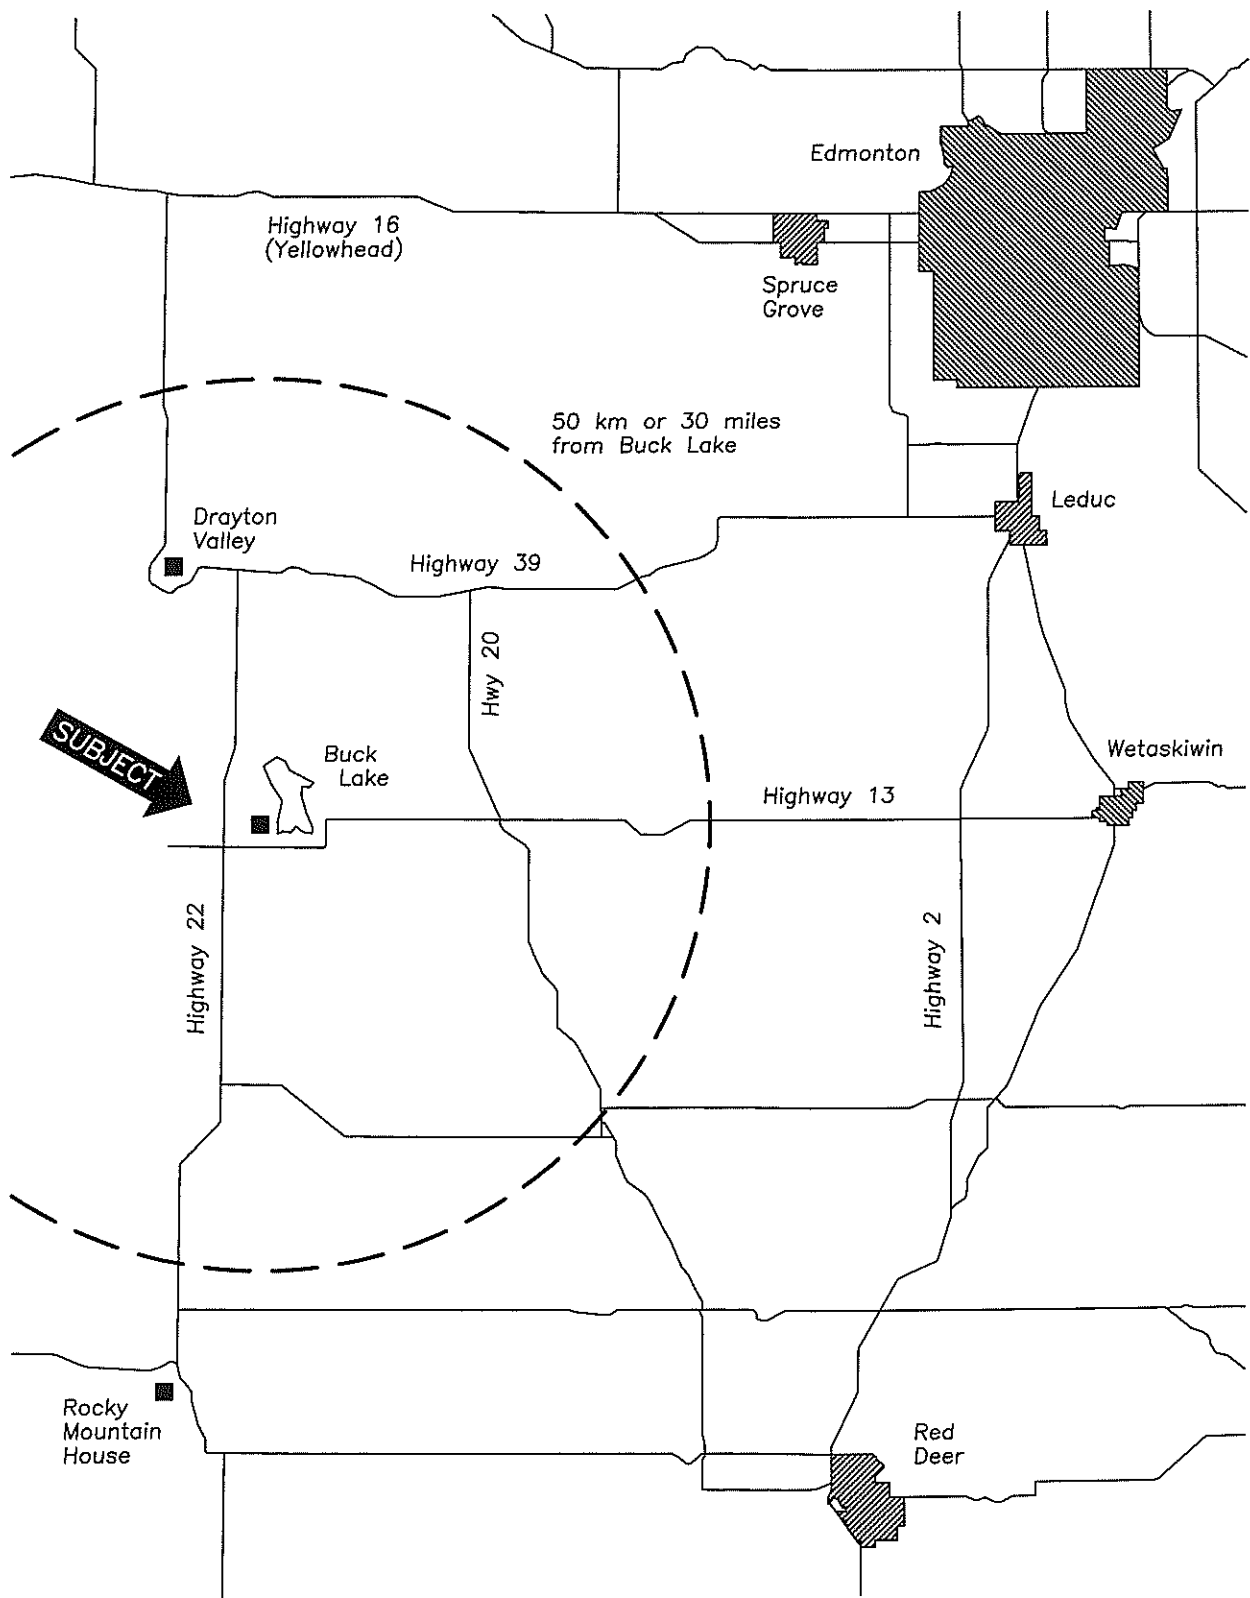 Edmonton
Highway 16
(Yellowhead)
Spruce
Grove
50 km or 30 miles
from Buck Lake
Leduc
Drayton
Valley
Highway 39
Hwy 20
SUBJECT
Buck
Lake
Wetaskiwin
Highway 13
Highway 22
Highway 2
Rocky
Mountain
House
Red
Deer